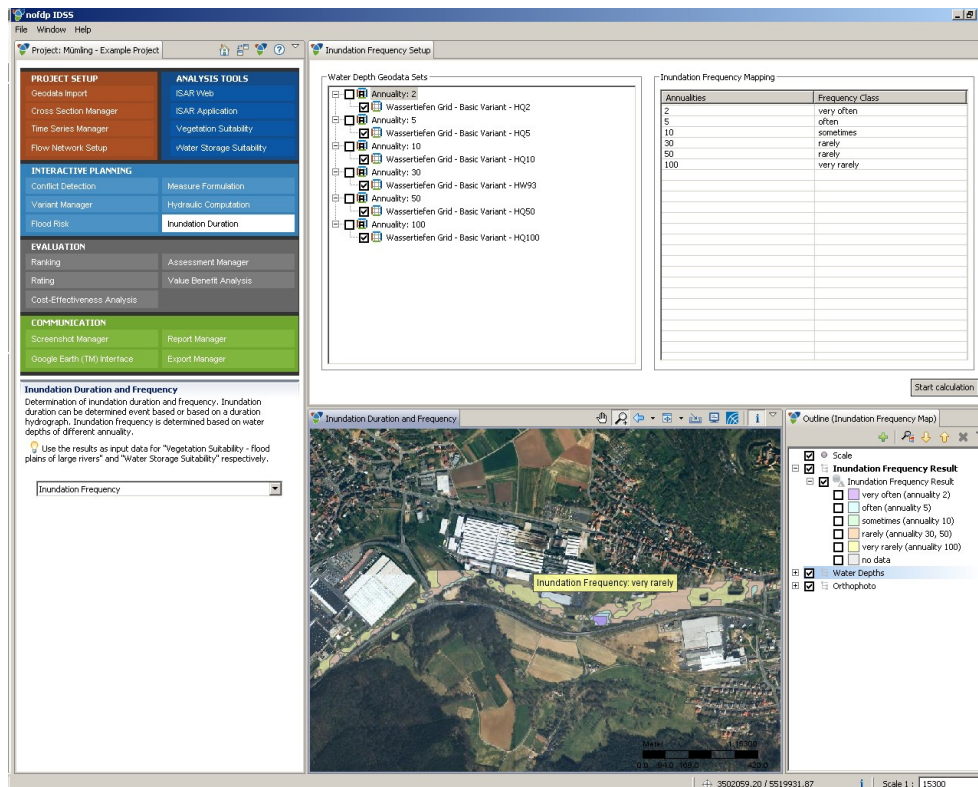 nofdp IDSS
File Window Help
Project: Mümling - Example Project
PROJECT SETUP
Geodata Import
Cross Section Manager
Time Series Manager
Flow Network Setup
ANALYSIS TOOLS
ISAR Web
ISAR Application
Vegetation Suitability
Water Storage Suitability
INTERACTIVE PLANNING
Conflict Detection Measure Formulation
Variant Manager Hydraulic Computation
Flood Risk Inundation Duration
EVALUATION
Ranking Assessment Manager
Rating Value Benefit Analysis
Cost-Effectiveness Analysis
COMMUNICATION
Screenshot Manager Report Manager
Google Earth (TM) Interface Export Manager
Inundation Duration and Frequency
Determination of inundation duration and frequency. Inundation
duration can be determined event based or based on a duration
hydrograph. Inundation frequency is determined based on water
depths of different annuality.
Use the results as input data for "Vegetation Suitability - flood
plains of large rivers" and "Water Storage Suitability" respectively.
Inundation Frequency
Inundation Frequency Setup
Water Depth Geodata Sets
Annuality: 2
Wassertiefen Grid - Basic Variant - HQ2
Annuality: 5
Wassertiefen Grid - Basic Variant - HQ5
Annuality: 10
Wassertiefen Grid - Basic Variant - HQ10
Annuality: 30
Wassertiefen Grid - Basic Variant - HW93
Annuality: 50
Wassertiefen Grid - Basic Variant - HQ50
Annuality: 100
Wassertiefen Grid - Basic Variant - HQ100
Inundation Frequency Mapping
Annualities Frequency Class
2 very often
5 often
10 sometimes
30 rarely
50 rarely
100 very rarely
Start calculation
Inundation Duration and Frequency
Inundation Frequency: very rarely
Meter 1:15300
0.0 84.0 168.0 420.0
Outline (Inundation Frequency Map)
Scale
Inundation Frequency Result
Inundation Frequency Result
very often (annuality 2)
often (annuality 5)
sometimes (annuality 10)
rarely (annuality 30, 50)
very rarely (annuality 100)
no data
Water Depths
Orthophoto
3502059.20 / 5519931.87
Scale 1 : 15300